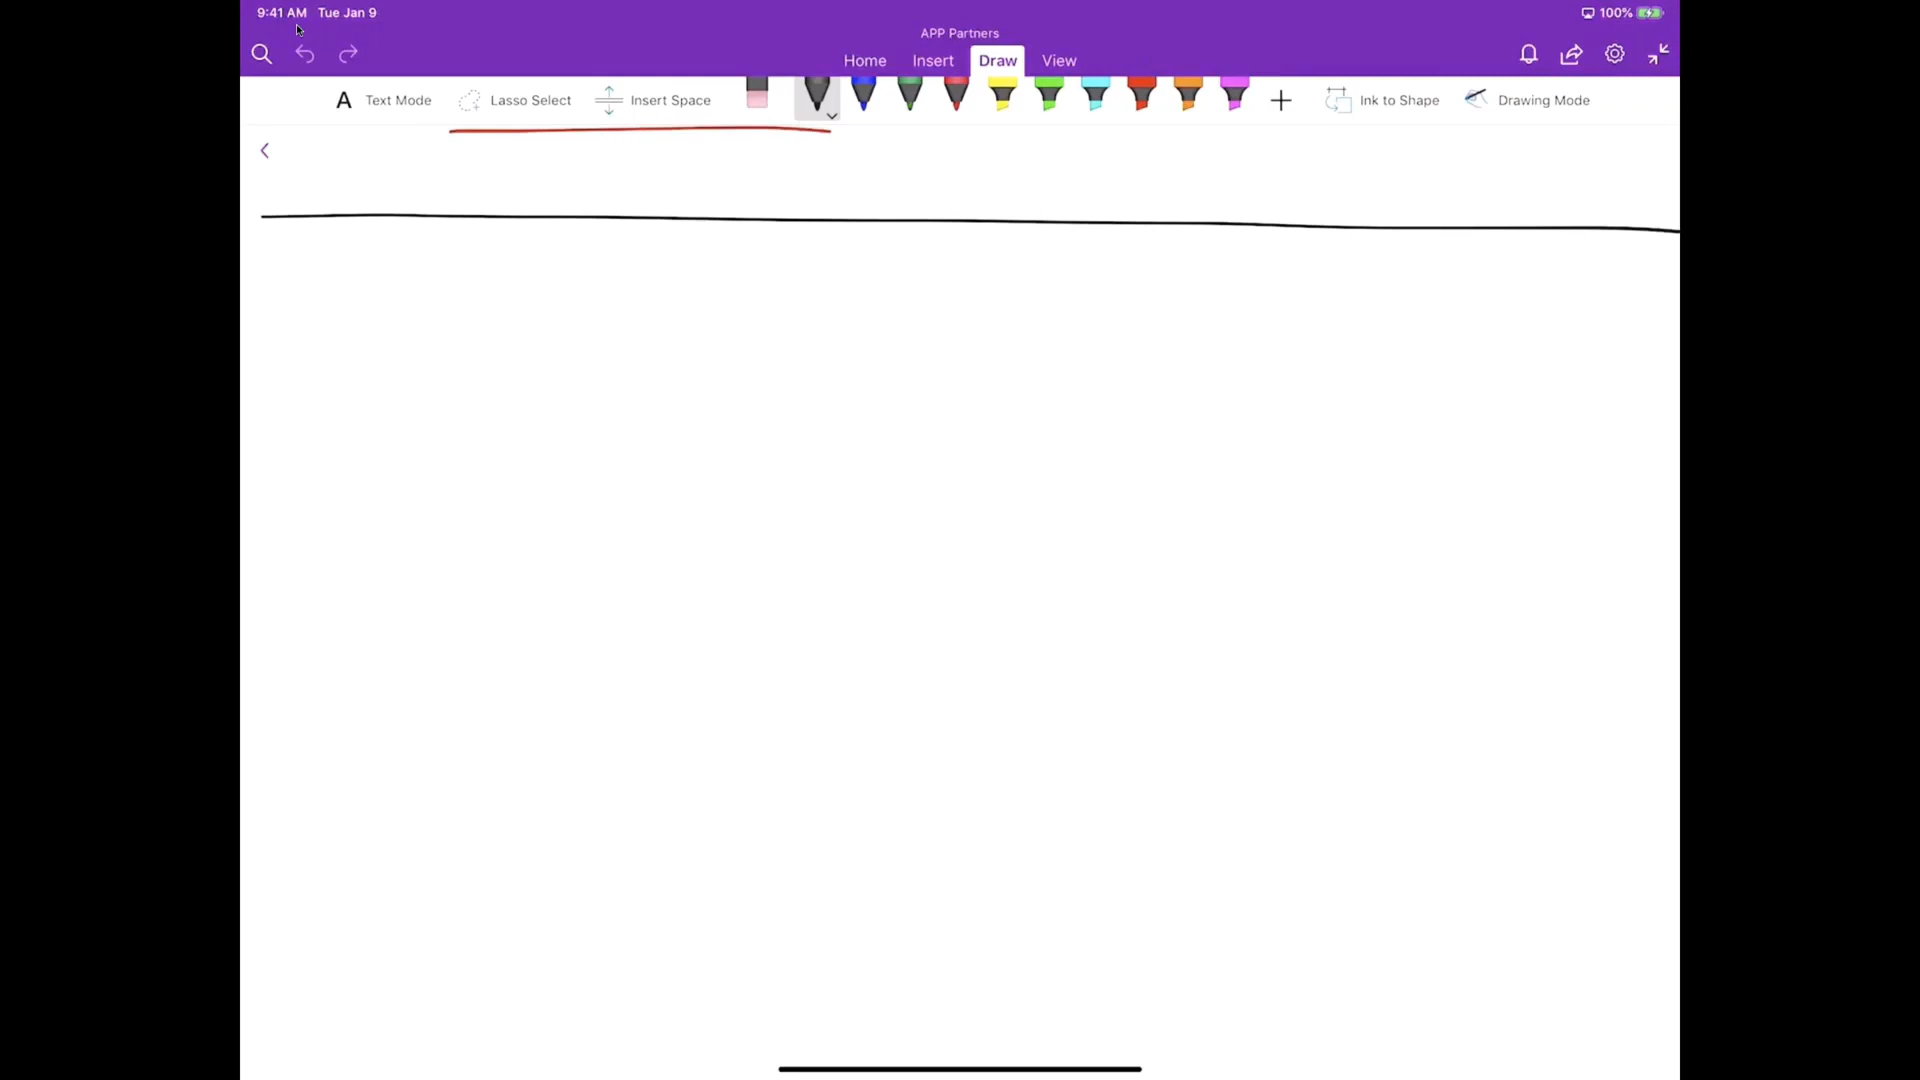 9:41 AM Tue Jan 9 100%
APP Partners
Home Insert Draw View
A Text Mode Lasso Select Insert Space Ink to Shape Drawing Mode